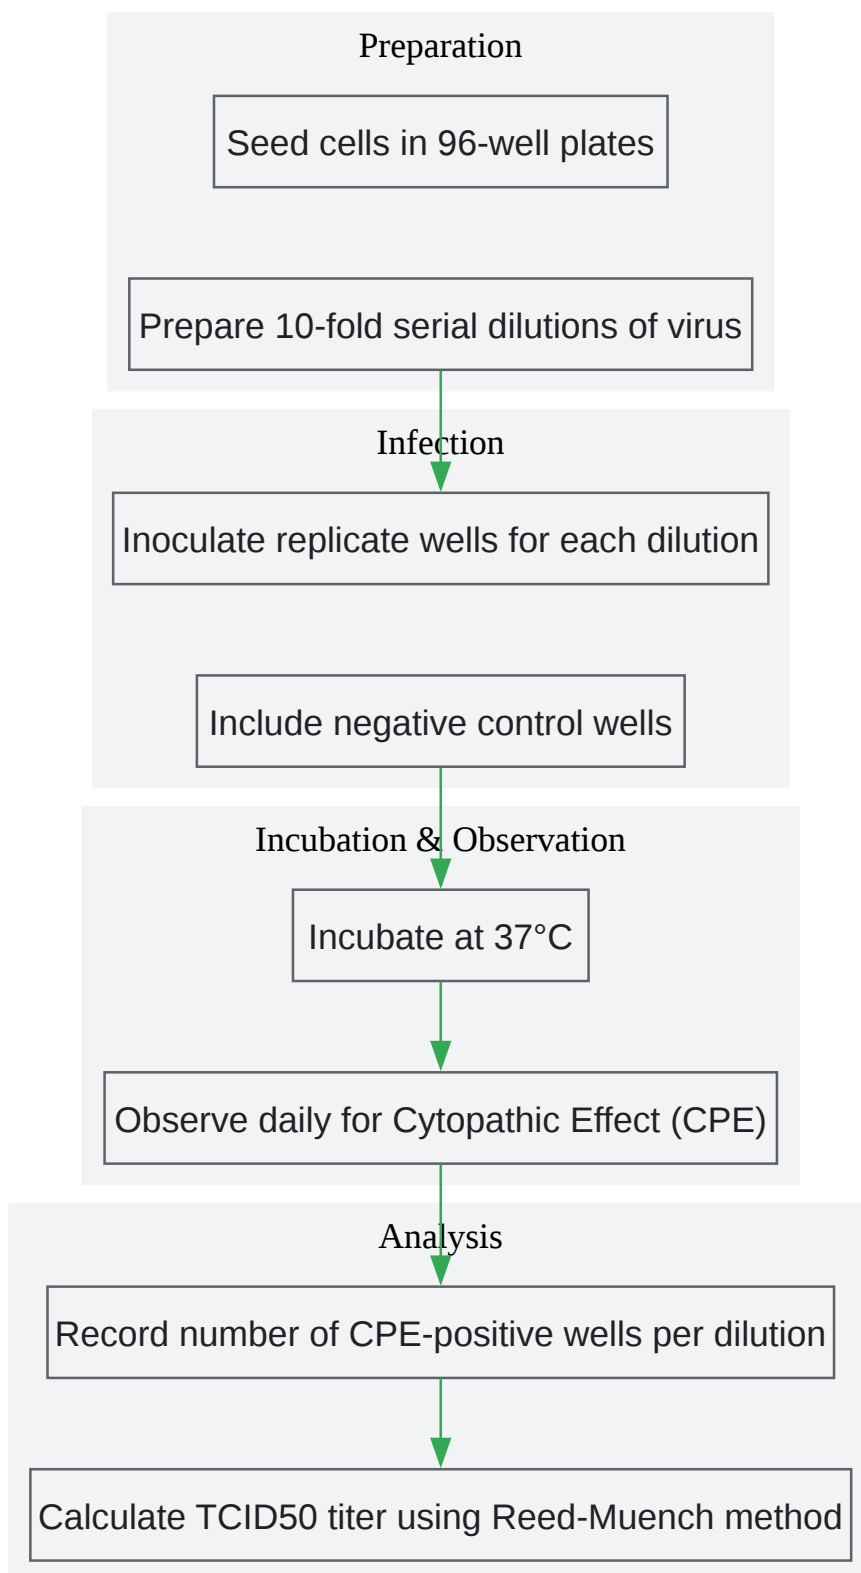 Preparation
Seed cells in 96-well plates
Prepare 10-fold serial dilutions of virus
Infection
Inoculate replicate wells for each dilution
Include negative control wells
Incubation & Observation
Incubate at 37°C
Observe daily for Cytopathic Effect (CPE)
Analysis
Record number of CPE-positive wells per dilution
Calculate TCID50 titer using Reed-Muench method